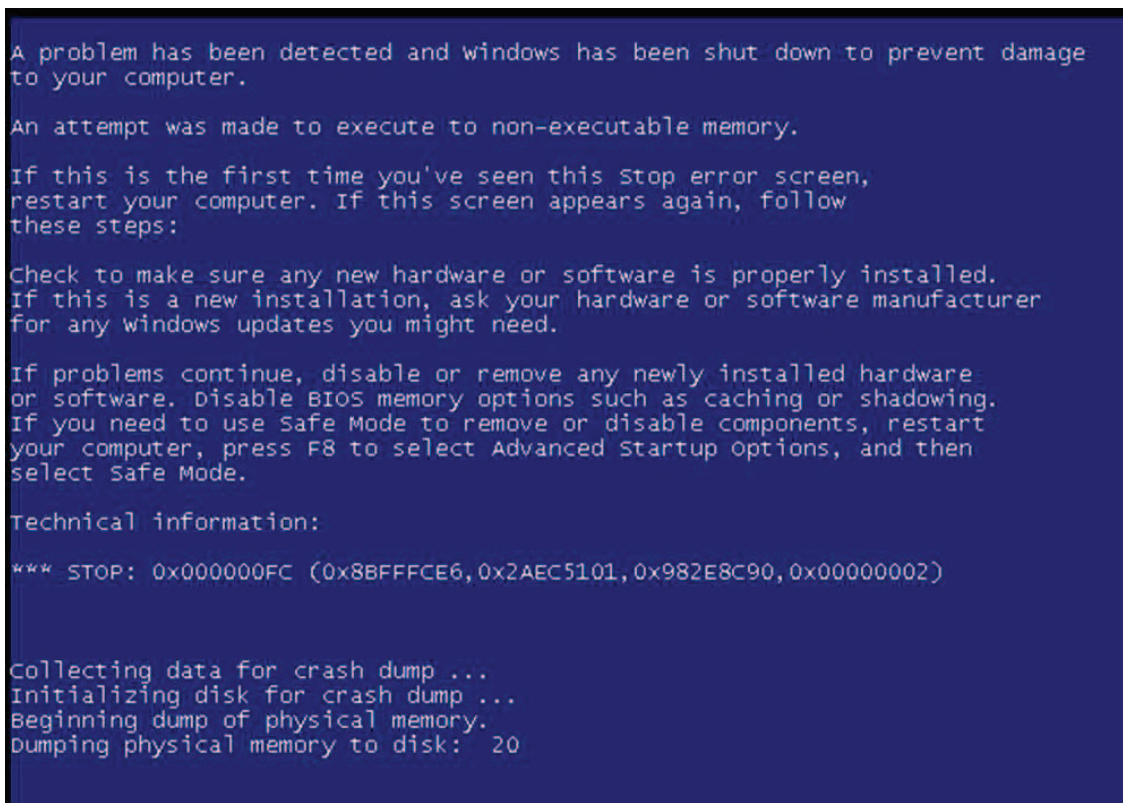 A problem has been detected and Windows has been shut down to prevent damage
to your computer.
An attempt was made to execute to non-executable memory.
If this is the first time you've seen this Stop error screen,
restart your computer. If this screen appears again, follow
these steps:
Check to make sure any new hardware or software is properly installed.
If this is a new installation, ask your hardware or software manufacturer
for any Windows updates you might need.
If problems continue, disable or remove any newly installed hardware
or software. Disable BIOS memory options such as caching or shadowing.
If you need to use Safe Mode to remove or disable components, restart
your computer, press F8 to select Advanced Startup Options, and then
select Safe Mode.
Technical information:
*** STOP: 0x000000FC (0x8BFFFCE6,0x2AEC5101,0x982E8C90,0x00000002)
Collecting data for crash dump ...
Initializing disk for crash dump ...
Beginning dump of physical memory.
Dumping physical memory to disk:  20